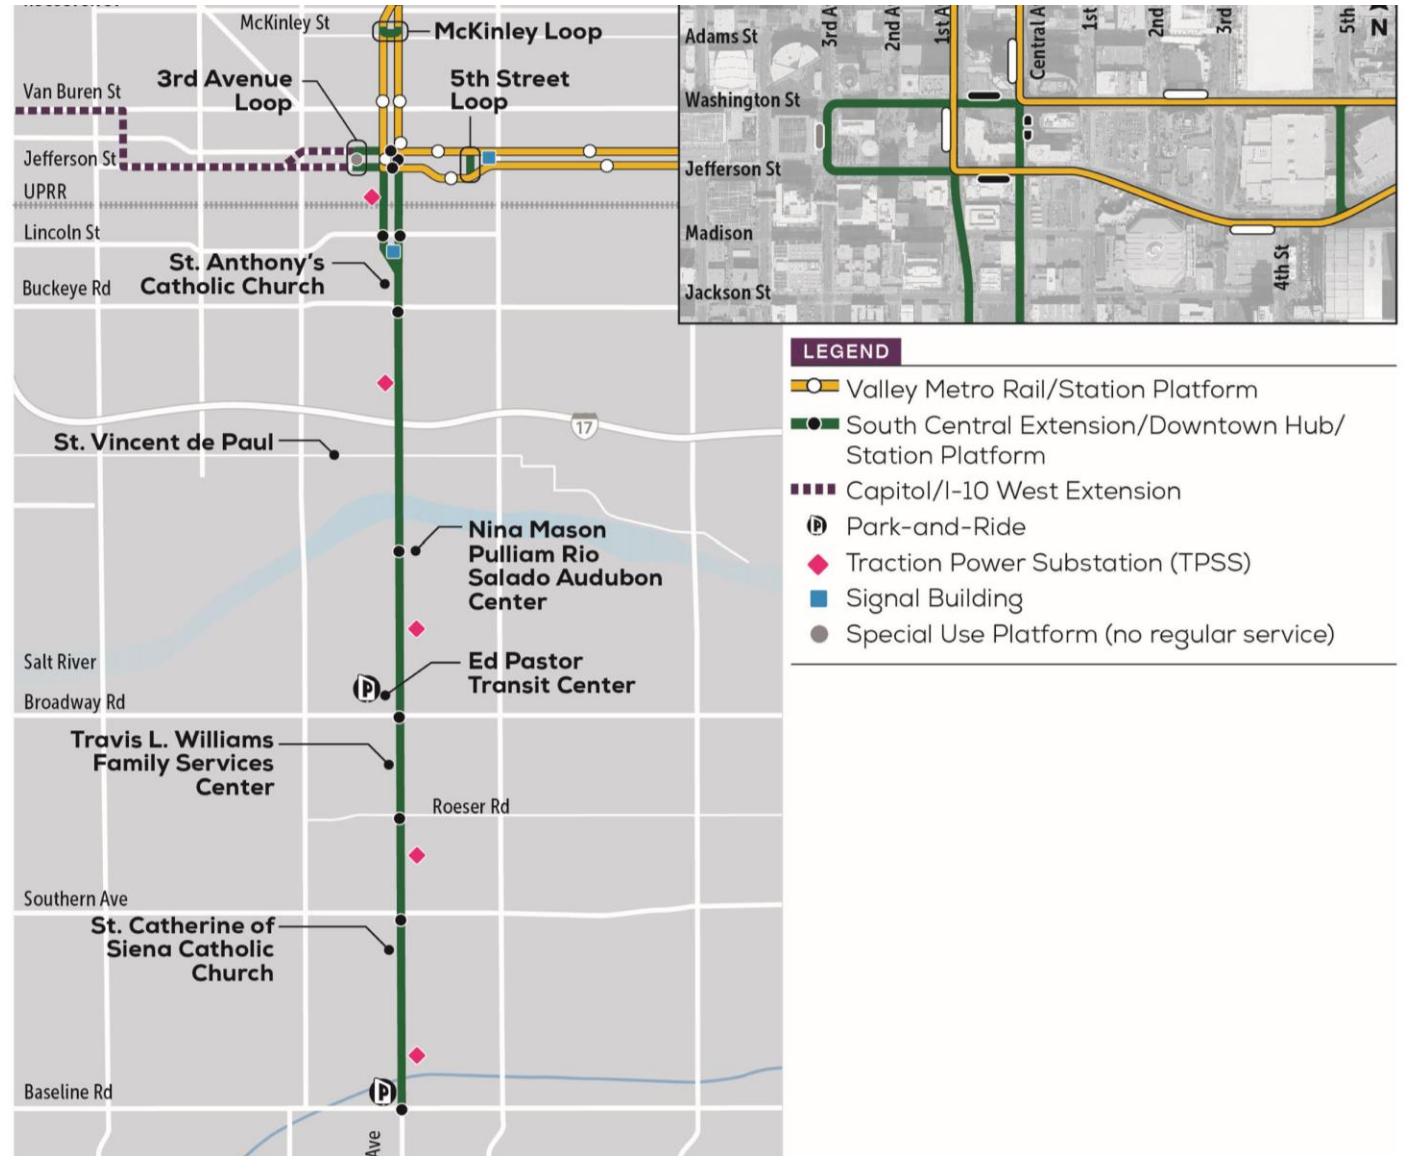 McKinley St
McKinley Loop
3rd Avenue
Loop
5th Street
Loop
Van Buren St
Jefferson St
UPRR
Lincoln St
St. Anthony's
Catholic Church
Buckeye Rd
17
St. Vincent de Paul
Nina Mason
Pulliam Rio
Salado Audubon
Center
Salt River
Ed Pastor
Transit Center
P
Broadway Rd
Travis L. Williams
Family Services
Center
Roeser Rd
Southern Ave
St. Catherine of
Siena Catholic
Church
Baseline Rd
P
Ave
Adams St
3rd A
2nd A
1st A
Central A
1st
2nd
3rd
5th
N
Washington St
Jefferson St
Madison
4th St
Jackson St
LEGEND
Valley Metro Rail/Station Platform
South Central Extension/Downtown Hub/
Station Platform
Capitol/I-10 West Extension
P
Park-and-Ride
Traction Power Substation (TPSS)
Signal Building
Special Use Platform (no regular service)